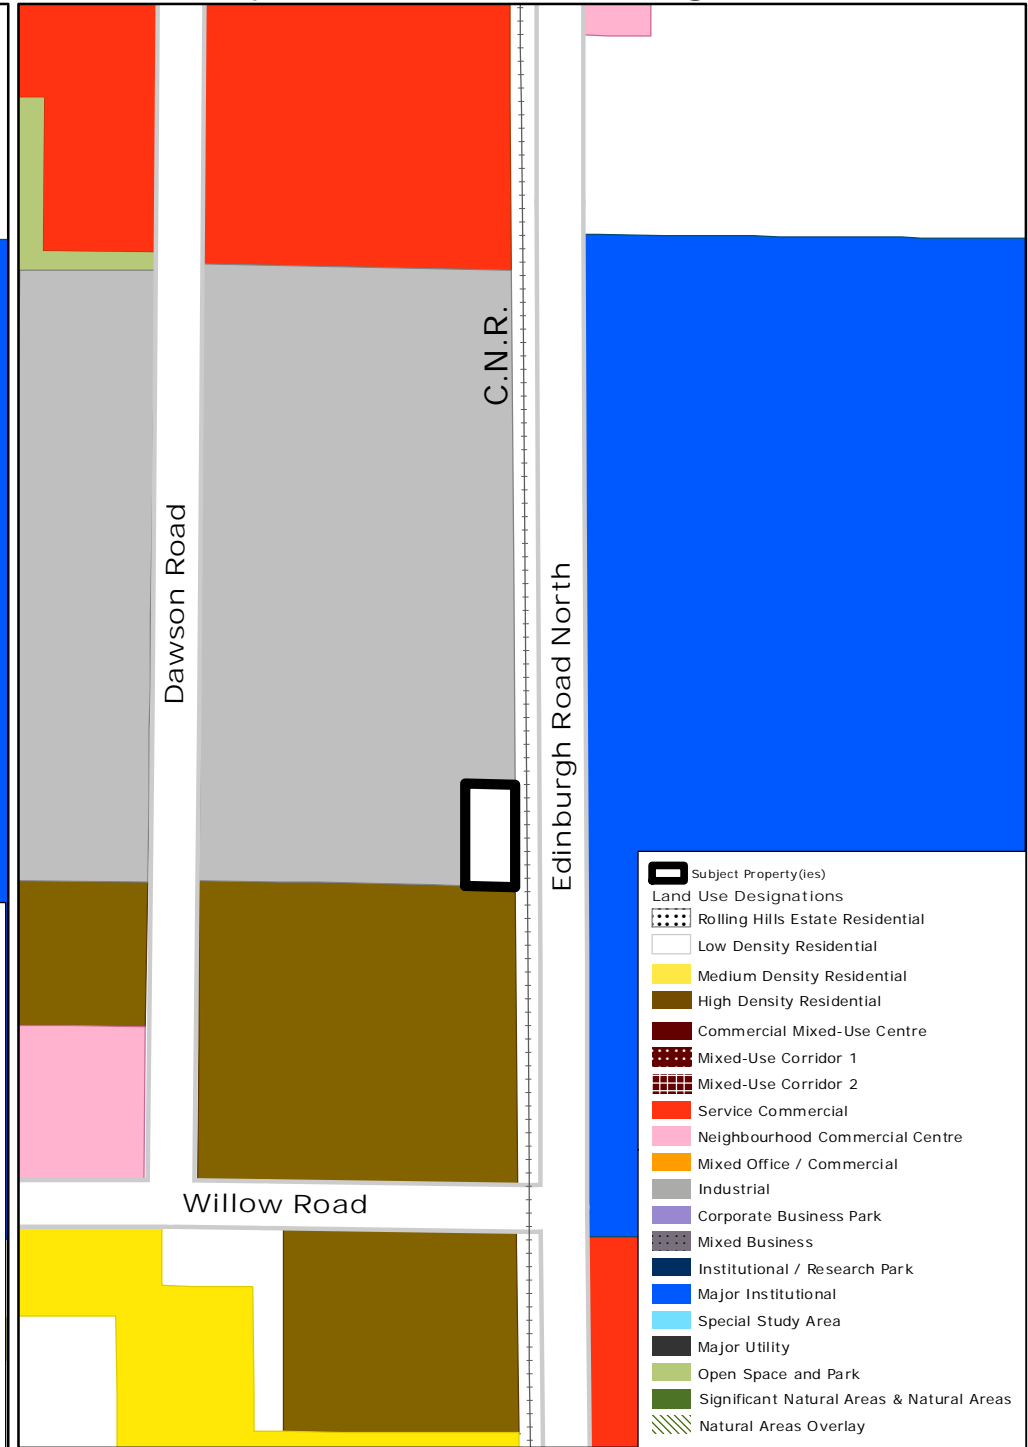 C.N.R.
Dawson Road
Edinburgh Road North
Willow Road
Subject Property(ies)
Land Use Designations
Rolling Hills Estate Residential
Low Density Residential
Medium Density Residential
High Density Residential
Commercial Mixed-Use Centre
Mixed-Use Corridor 1
Mixed-Use Corridor 2
Service Commercial
Neighbourhood Commercial Centre
Mixed Office / Commercial
Industrial
Corporate Business Park
Mixed Business
Institutional / Research Park
Major Institutional
Special Study Area
Major Utility
Open Space and Park
Significant Natural Areas & Natural Areas
Natural Areas Overlay